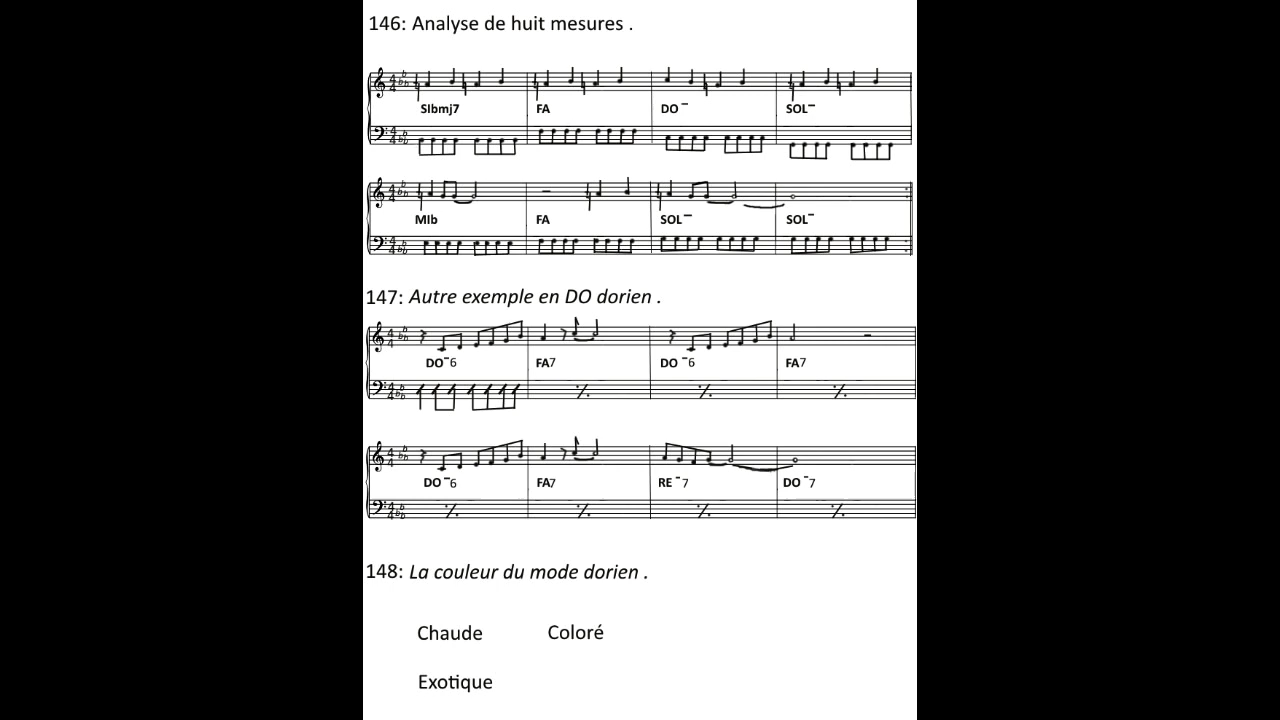 146: Analyse de huit mesures .
SIbmj7 FA DO - SOL-
MIb FA SOL- SOL-
147: Autre exemple en DO dorien .
DO-6 FA7 DO -6 FA7
DO -6 FA7 RE -7 DO -7
148: La couleur du mode dorien .
Chaude Coloré
Exotique